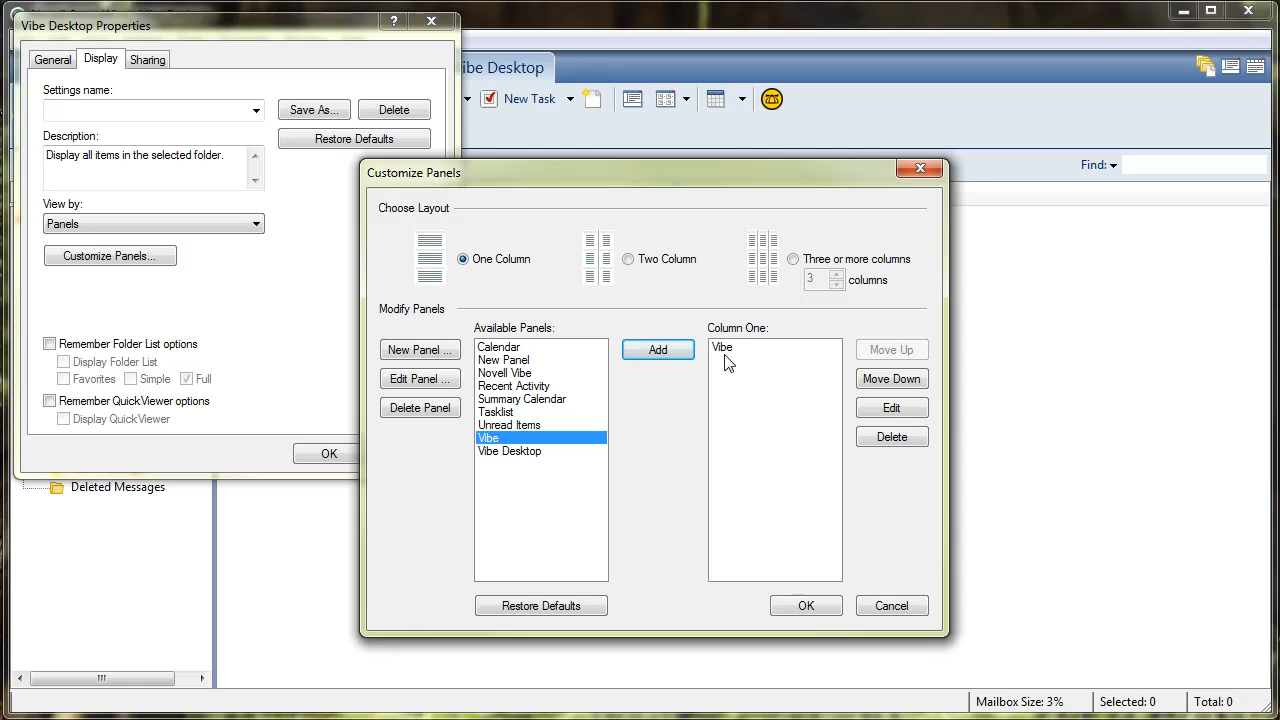 Vibe Desktop Properties
General
Display
Sharing
Settings name:
Save As...
Delete
Restore Defaults
Description:
Display all items in the selected folder.
View by:
Panels
Customize Panels...
Remember Folder List options
Display Folder List
Favorites
Simple
Full
Remember QuickViewer options
Display QuickViewer
OK
Deleted Messages
ibe Desktop
New Task
Find:
Customize Panels
Choose Layout
One Column
Two Column
Three or more columns
3
columns
Modify Panels
Available Panels:
Column One:
New Panel ...
Edit Panel ...
Delete Panel
Calendar
New Panel
Novell Vibe
Recent Activity
Summary Calendar
Tasklist
Unread Items
Vibe
Vibe Desktop
Add
Vibe
Move Up
Move Down
Edit
Delete
Restore Defaults
OK
Cancel
Mailbox Size: 3%
Selected: 0
Total: 0